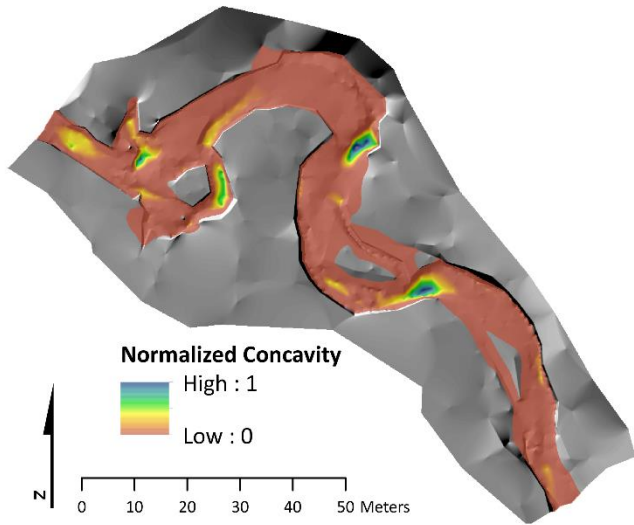 Normalized Concavity
High : 1
Low : 0
N
0 10 20 30 40 50 Meters